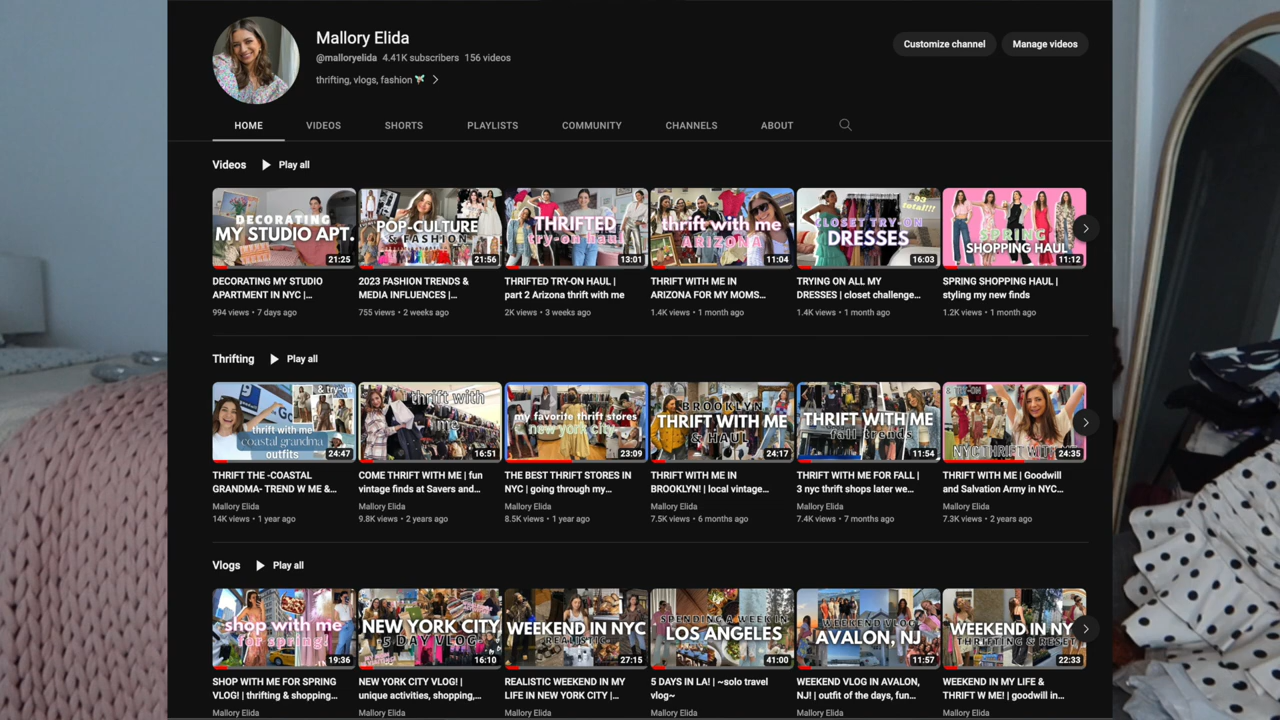 Mallory Elida
@malloryelida 4.41K subscribers 156 videos
thrifting, vlogs, fashion
Customize channel
Manage videos
HOME VIDEOS SHORTS PLAYLISTS COMMUNITY CHANNELS ABOUT
Videos Play all
DECORATING
MY STUDIO APT.
21:25
POP-CULTURE
& FASHION
21:56
THRIFTED
try-on haul
13:01
thrift with me
ARIZONA
11:04
total!!!
CLOSET TRY-ON
DRESSES
16:03
SPRING
SHOPPING HAUL
11:12
DECORATING MY STUDIO
APARTMENT IN NYC |...
994 views • 7 days ago
2023 FASHION TRENDS &
MEDIA INFLUENCES |...
755 views • 2 weeks ago
THRIFTED TRY-ON HAUL |
part 2 Arizona thrift with me
2K views • 3 weeks ago
THRIFT WITH ME IN
ARIZONA FOR MY MOMS...
1.4K views • 1 month ago
TRYING ON ALL MY
DRESSES | closet challenge...
1.4K views • 1 month ago
SPRING SHOPPING HAUL |
styling my new finds
1.2K views • 1 month ago
Thrifting Play all
& try-on
thrift with me
coastal grandma
outfits
24:47
thrift with
me
16:51
my favorite thrift stores
new york city
23:09
BROOKLYN
THRIFT WITH ME
& HAUL
24:17
THRIFT WITH ME
fall trends
11:54
& TRY-ON
NYC THRIFT WITH
24:35
THRIFT THE -COASTAL
GRANDMA- TREND W ME &...
Mallory Elida
14K views • 1 year ago
COME THRIFT WITH ME | fun
vintage finds at Savers and...
Mallory Elida
9.8K views • 2 years ago
THE BEST THRIFT STORES IN
NYC | going through my...
Mallory Elida
8.5K views • 1 year ago
THRIFT WITH ME IN
BROOKLYN! | local vintage...
Mallory Elida
7.5K views • 6 months ago
THRIFT WITH ME FOR FALL |
3 nyc thrift shops later we...
Mallory Elida
7.4K views • 7 months ago
THRIFT WITH ME | Goodwill
and Salvation Army in NYC...
Mallory Elida
7.3K views • 2 years ago
Vlogs Play all
shop with me
for spring!
19:36
NEW YORK CITY
5 DAY VLOG
16:10
WEEKEND IN NYC
REALISTIC
27:15
SPENDING A WEEK IN
LOS ANGELES
41:00
WEEKEND VLOG
AVALON, NJ
11:57
WEEKEND IN NY
THRIFTING & RESET
22:33
SHOP WITH ME FOR SPRING
VLOG! | thrifting & shopping...
Mallory Elida
NEW YORK CITY VLOG! |
unique activities, shopping,...
Mallory Elida
REALISTIC WEEKEND IN MY
LIFE IN NEW YORK CITY |...
Mallory Elida
5 DAYS IN LA! | ~solo travel
vlog~
Mallory Elida
WEEKEND VLOG IN AVALON,
NJ! | outfit of the days, fun...
Mallory Elida
WEEKEND IN MY LIFE &
THRIFT W ME! | goodwill in...
Mallory Elida